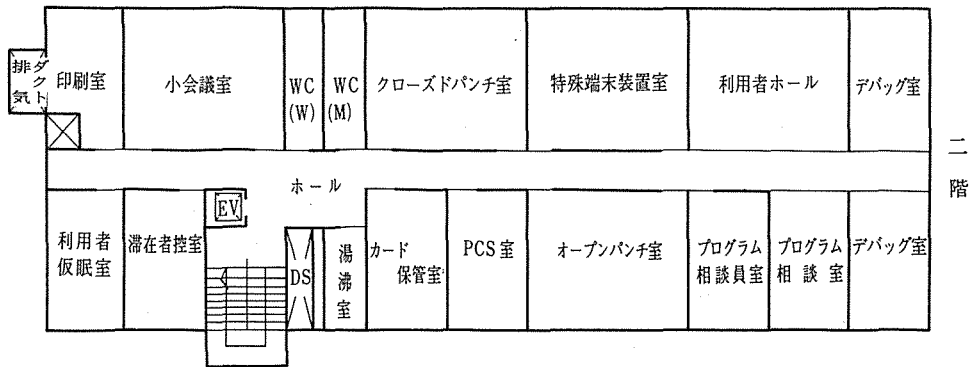 排気
ダクト
印刷室
小会議室
WC
(W)
WC
(M)
クローズドパンチ室
特殊端末装置室
利用者ホール
デバッグ室
二階
ホール
EV
利用者
仮眠室
滞在者控室
DS
湯沸室
カード
保管室
PCS室
オープンパンチ室
プログラム
相談員室
プログラム
相談室
デバッグ室